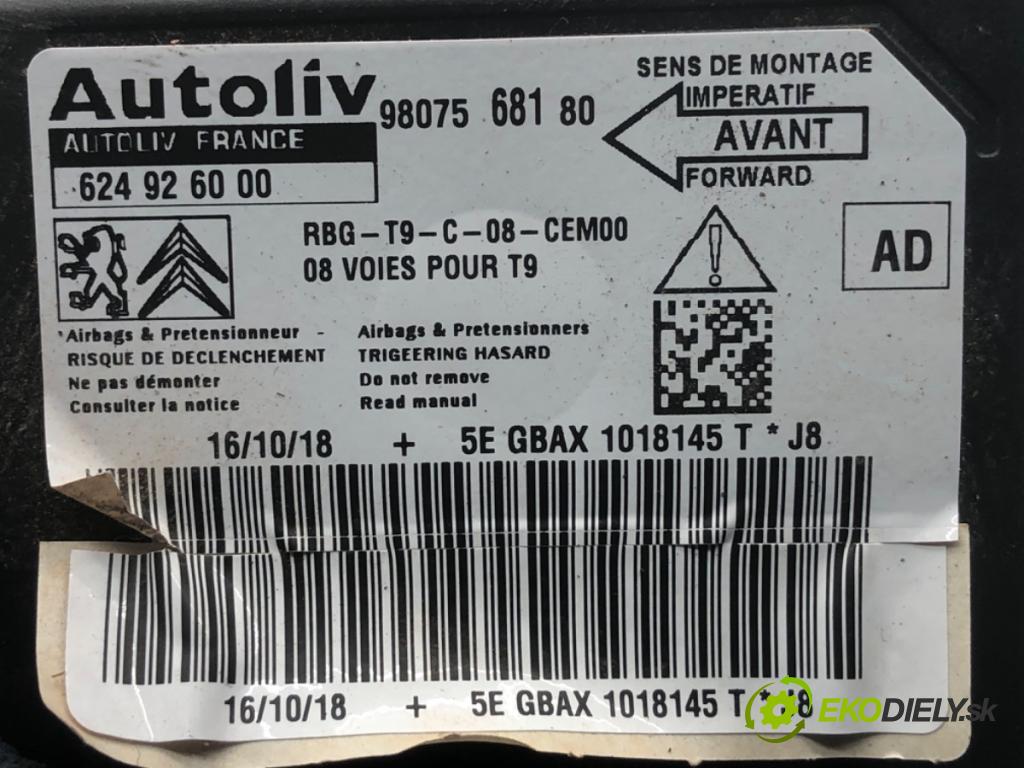 Autoliv
AUTOLIV FRANCE
624 92 60 00
98075 681 80
SENS DE MONTAGE
IMPERATIF
AVANT
FORWARD
RBG-T9-C-08-CEM00
08 VOIES POUR T9
AD
Airbags & Pretensionneur -
RISQUE DE DECLENCHEMENT
Ne pas démonter
Consulter la notice
Airbags & Pretensionners
TRIGEERING HASARD
Do not remove
Read manual
16/10/18 + 5E GBAX 1018145 T * J8
16/10/18 + 5E GBAX 1018145 T * J8
EKODIELY.sk